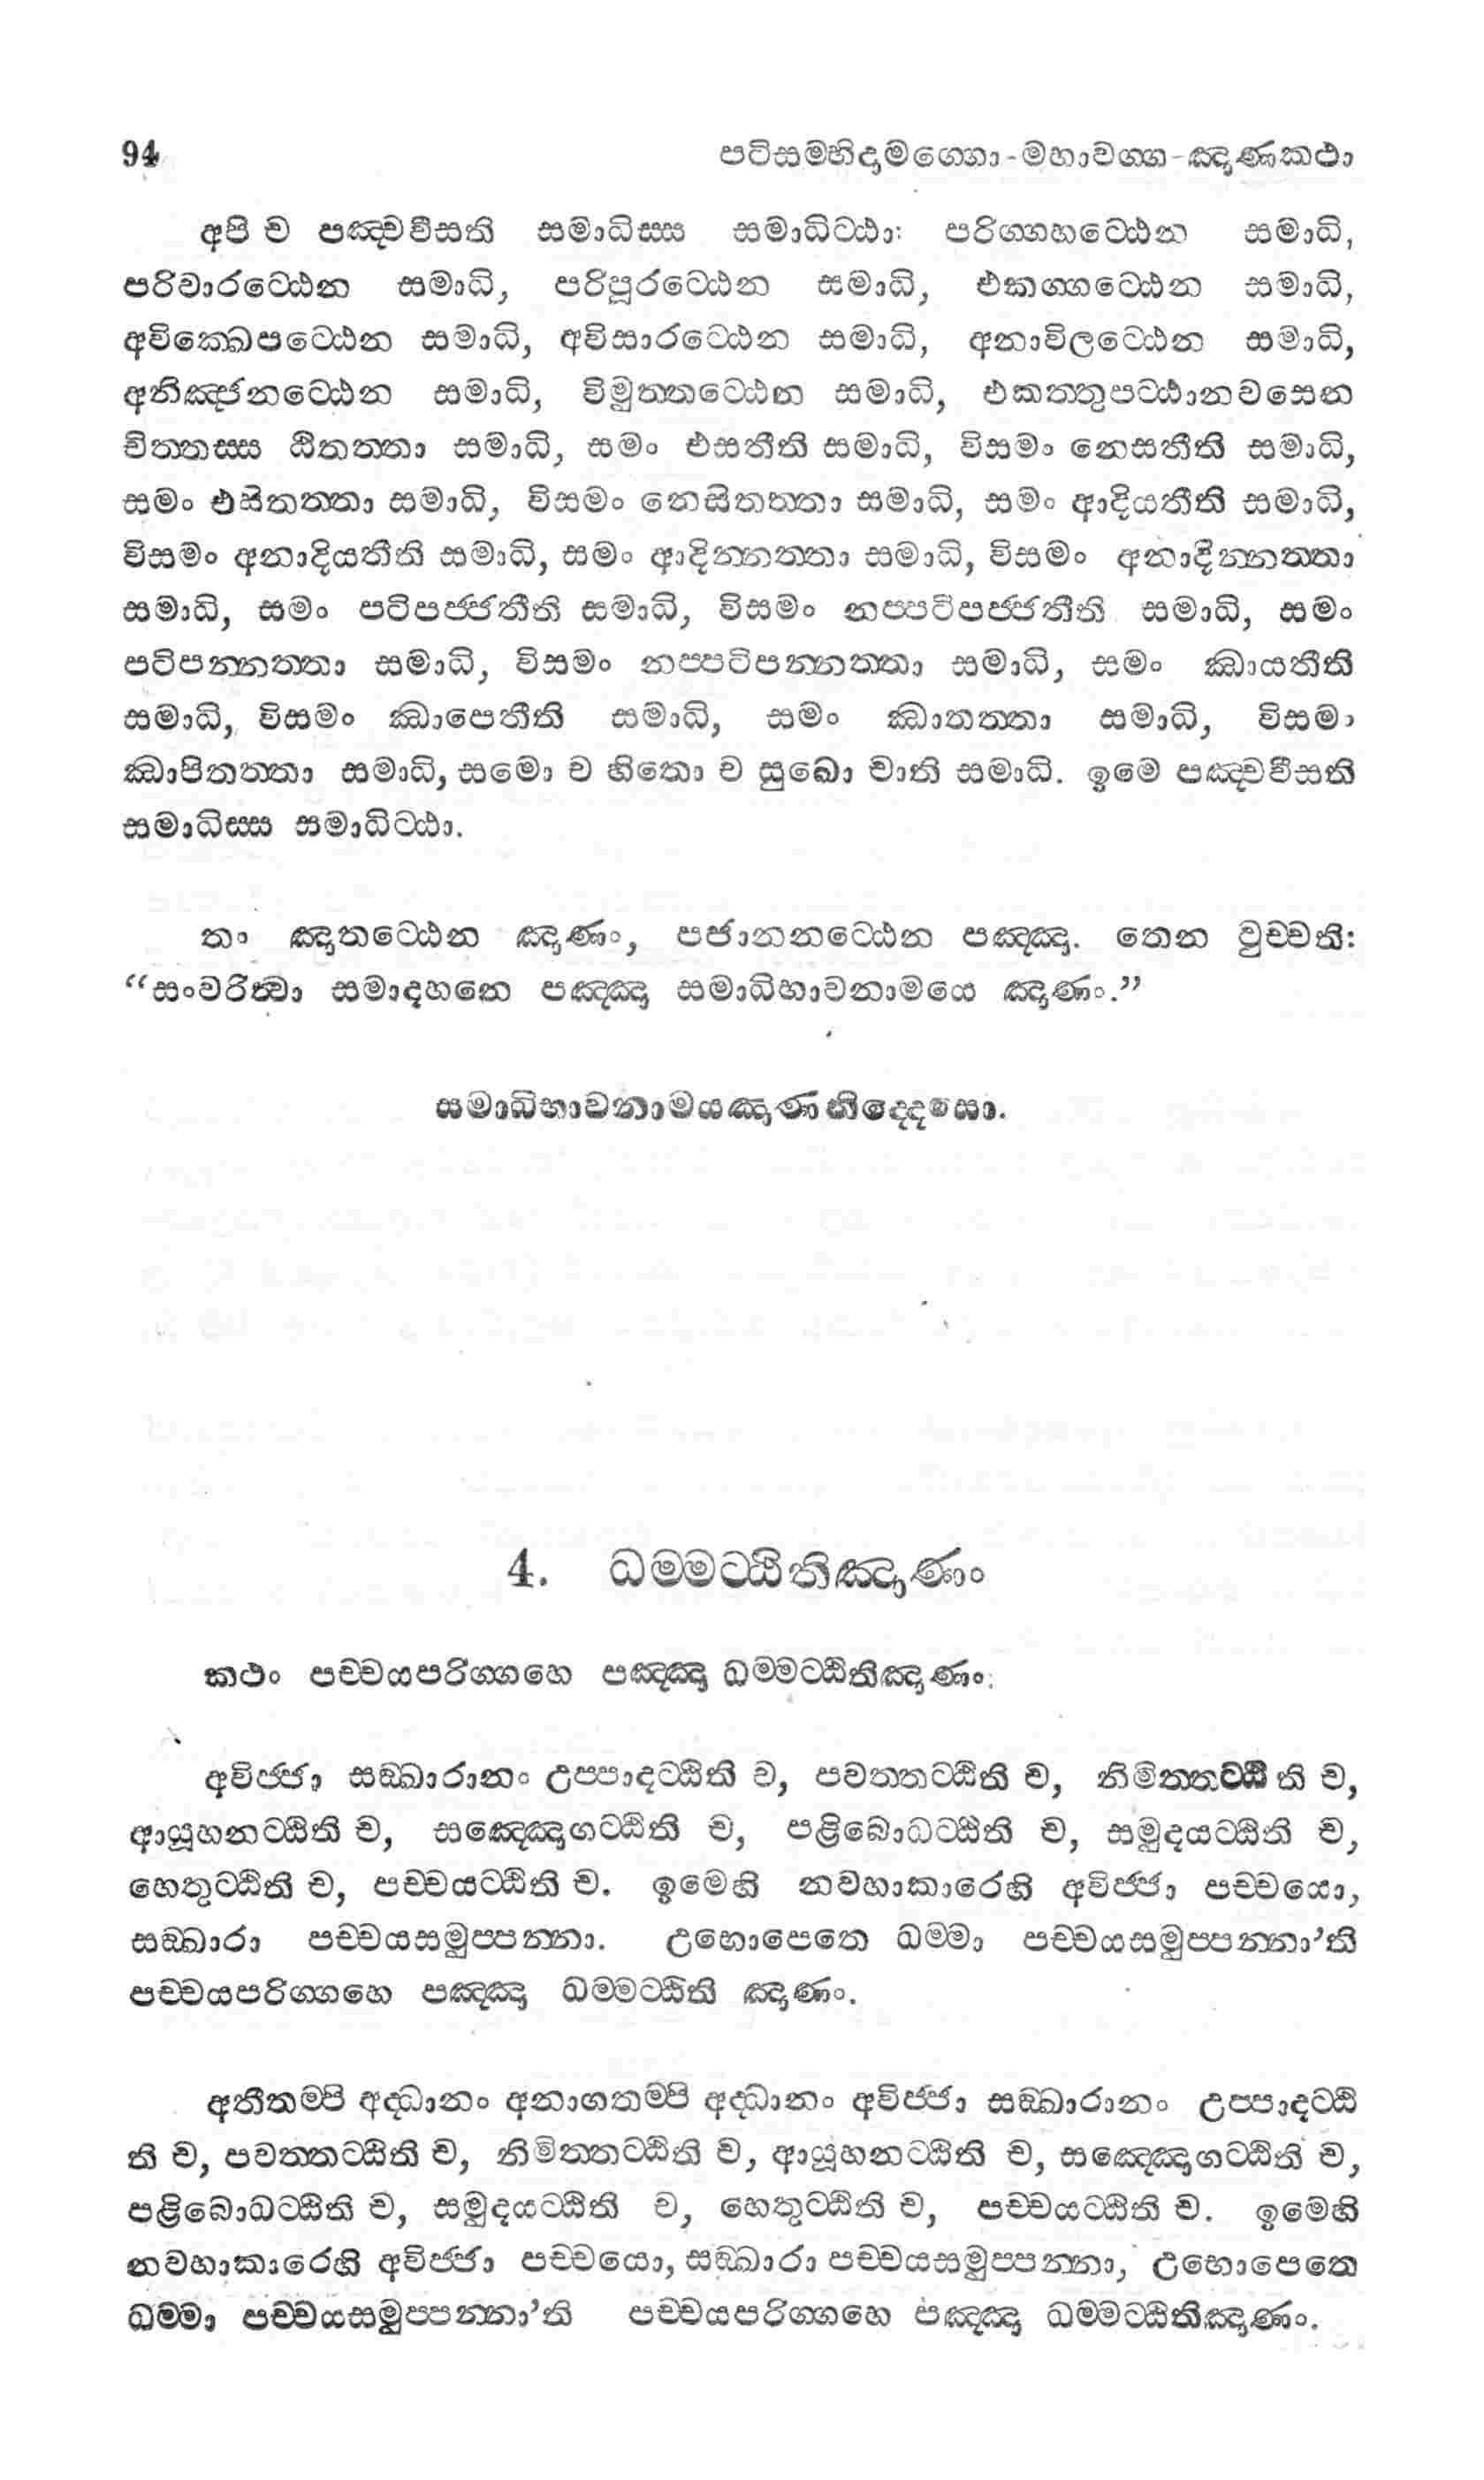 94 පටිසම්භිදාමග්ගො-මහාවග්ග-ඤාණකථා
අපි ච පඤ්චවීසති සමාධිස්ස සමාධිට්ඨා: පරිග්ගහට්ඨෙන සමාධි,
පරිවාරට්ඨෙන සමාධි, පරිපූරට්ඨෙන සමාධි, එකග්ගට්ඨෙන සමාධි,
අවික්ඛෙපට්ඨෙන සමාධි, අවිසාරට්ඨෙන සමාධි, අනාවිලට්ඨෙන සමාධි,
අනිඤ්ජනට්ඨෙන සමාධි, විමුත්තට්ඨෙන සමාධි, එකත්තුපට්ඨානවසෙන
චිත්තස්ස ඨිතත්තා සමාධි, සමං එසතීති සමාධි, විසමං නෙසතීති සමාධි,
සමං එසිතත්තා සමාධි, විසමං නෙසිතත්තා සමාධි, සමං ආදියතීති සමාධි,
විසමං අනාදියතීති සමාධි, සමං ආදින්නත්තා සමාධි, විසමං අනාදින්නත්තා
සමාධි, සමං පටිපජ්ජතීති සමාධි, විසමං නප්පටිපජ්ජතීති සමාධි, සමං
පටිපන්නත්තා සමාධි, විසමං නප්පටිපන්නත්තා සමාධි, සමං ඣායතීති
සමාධි, විසමං ඣාපෙතීති සමාධි, සමං ඣාතත්තා සමාධි, විසමං
ඣාපිතත්තා සමාධි, සමො ච හිතො ච සුඛො චාති සමාධි. ඉමෙ පඤ්චවීසති
සමාධිස්ස සමාධිට්ඨා.
තං ඤාතට්ඨෙන ඤාණං, පජානනට්ඨෙන පඤ්ඤා. තෙන වුච්චති:
“සංවරිත්වා සමාදහනෙ පඤ්ඤා සමාධිභාවනාමයෙ ඤාණං.”
සමාධිභාවනාමයඤාණනිද්දෙසො.
4. ධම්මට්ඨිතිඤාණං
කථං පච්චයපරිග්ගහෙ පඤ්ඤා ධම්මට්ඨිතිඤාණං:
අවිජ්ජා සඞ්ඛාරානං උප්පාදට්ඨිති ච, පවත්තට්ඨිති ච, නිමිත්තට්ඨිති ච,
ආයූහනට්ඨිති ච, සඤ්ඤොගට්ඨිති ච, පළිබොධට්ඨිති ච, සමුදයට්ඨිති ච,
හෙතුට්ඨිති ච, පච්චයට්ඨිති ච. ඉමෙහි නවහාකාරෙහි අවිජ්ජා පච්චයො,
සඞ්ඛාරා පච්චයසමුප්පන්නා. උභොපෙතෙ ධම්මා පච්චයසමුප්පන්නා’ති
පච්චයපරිග්ගහෙ පඤ්ඤා ධම්මට්ඨිති ඤාණං.
අතීතම්පි අද්ධානං අනාගතම්පි අද්ධානං අවිජ්ජා සඞ්ඛාරානං උප්පාදට්ඨි
ති ච, පවත්තට්ඨිති ච, නිමිත්තට්ඨිති ච, ආයූහනට්ඨිති ච, සඤ්ඤොගට්ඨිති ච,
පළිබොධට්ඨිති ච, සමුදයට්ඨිති ච, හෙතුට්ඨිති ච, පච්චයට්ඨිති ච. ඉමෙහි
නවහාකාරෙහි අවිජ්ජා පච්චයො, සඞ්ඛාරා පච්චයසමුප්පන්නා, උභොපෙතෙ
ධම්මා පච්චයසමුප්පන්නා’ති පච්චයපරිග්ගහෙ පඤ්ඤා ධම්මට්ඨිතිඤාණං.